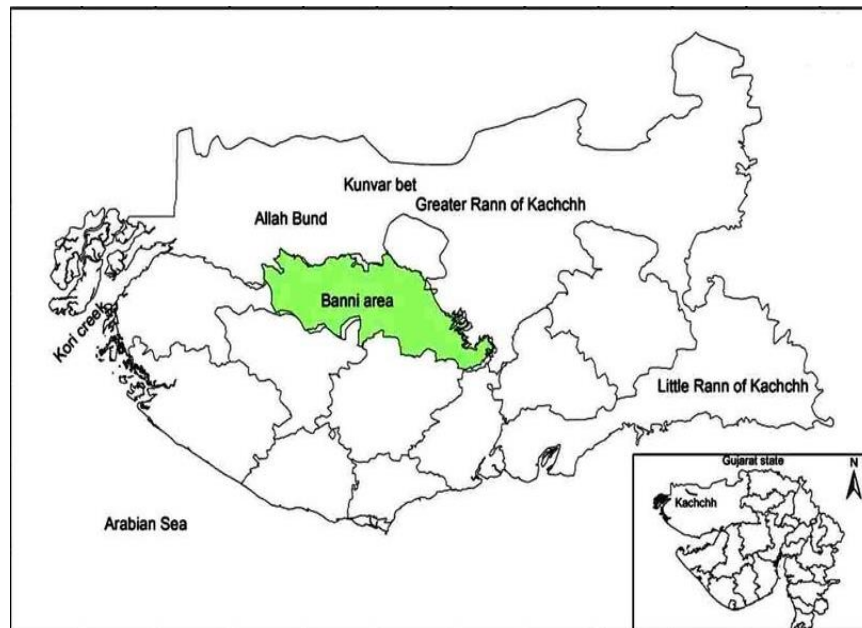 Kunvar bet
Greater Rann of Kachchh
Allah Bund
Banni area
Kori creek
Little Rann of Kachchh
Arabian Sea
Gujarat state
N
Kachchh